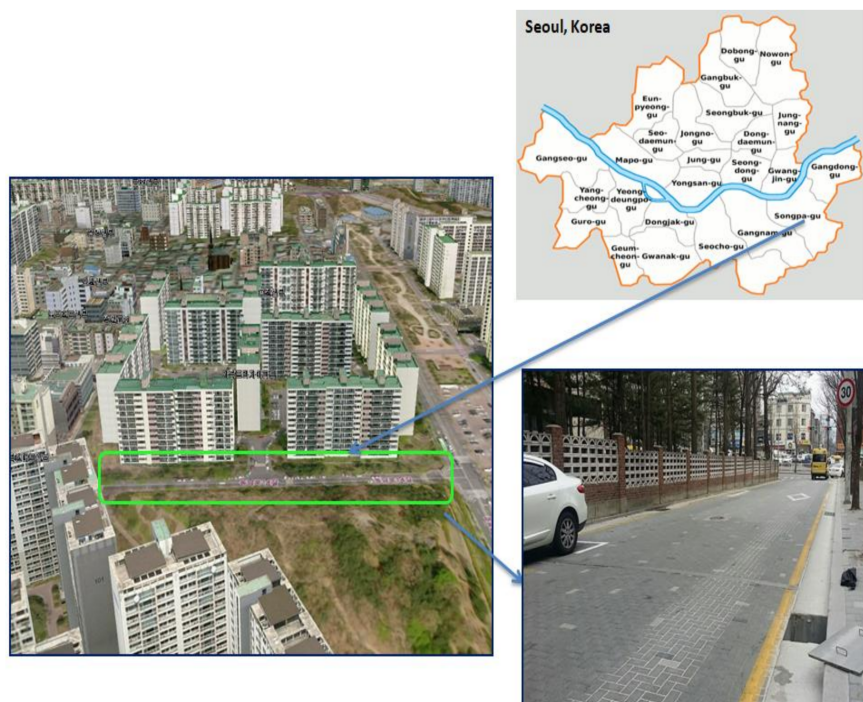 Seoul, Korea
Dobong-
gu
Nowon-
gu
Gangbuk-
gu
Eun-
pyeong-
gu
Seongbuk-gu
Jung-
nang-
gu
Seo-
daemun-
gu
Jongno-
gu
Dong-
daemun-
gu
Gangseo-gu
Mapo-gu
Jung-gu
Seong-
dong-
gu
Gwang-
jin-gu
Gangdong-
gu
Yang-
cheong-
gu
Yeong-
deungpo-
gu
Yongsan-gu
Guro-gu
Dongjak-gu
Songpa-gu
Gangnam-gu
Seocho-gu
Geum-
cheon-
gu
Gwanak-gu
30